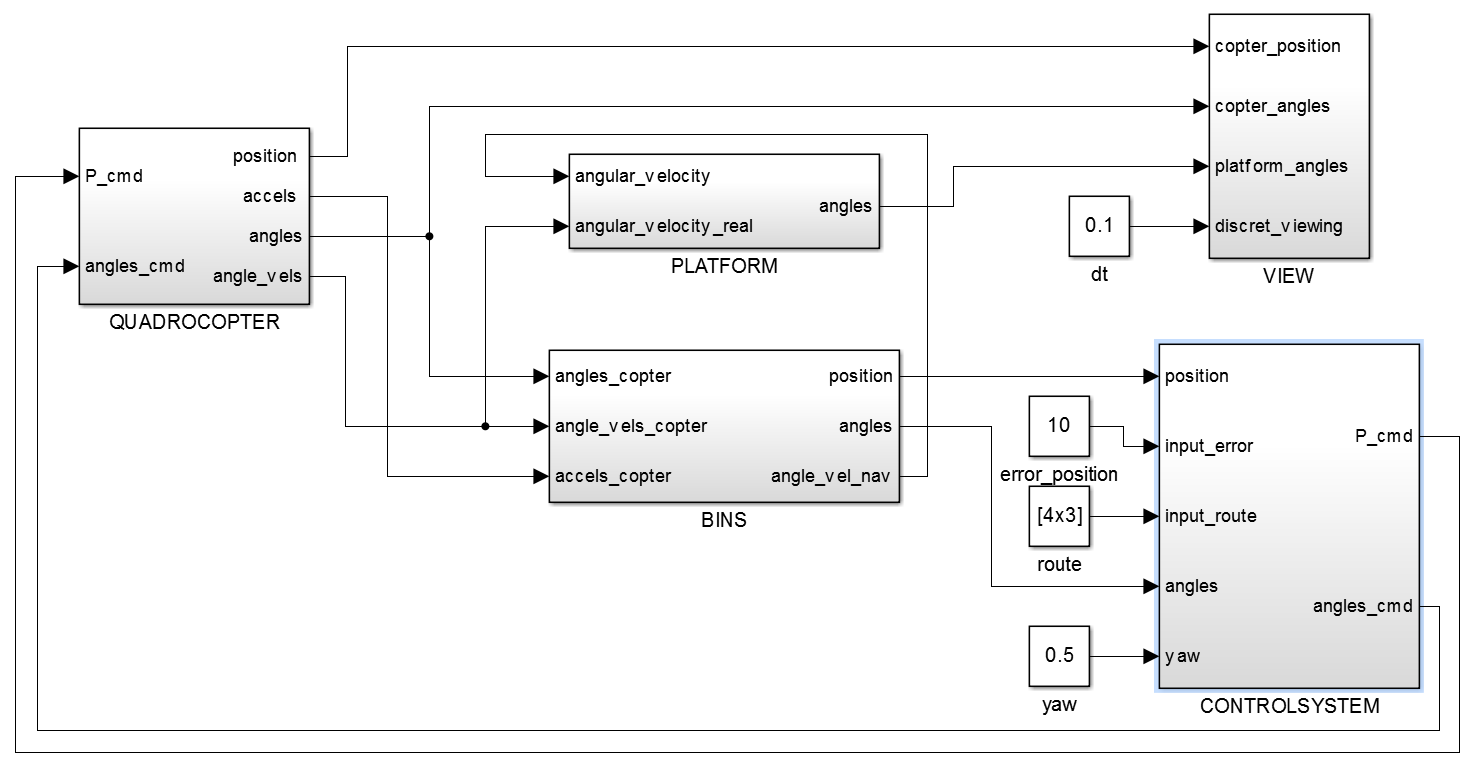 position
P_cmd
accels
angles
angles_cmd
angle_vels
QUADROCOPTER
angular_velocity
angles
angular_velocity_real
PLATFORM
copter_position
copter_angles
platform_angles
0.1
discret_viewing
dt
VIEW
angles_copter
position
angle_vels_copter
angles
accels_copter
angle_vel_nav
BINS
position
10
P_cmd
input_error
error_position
[4x3]
input_route
route
angles
angles_cmd
0.5
yaw
yaw
CONTROLSYSTEM